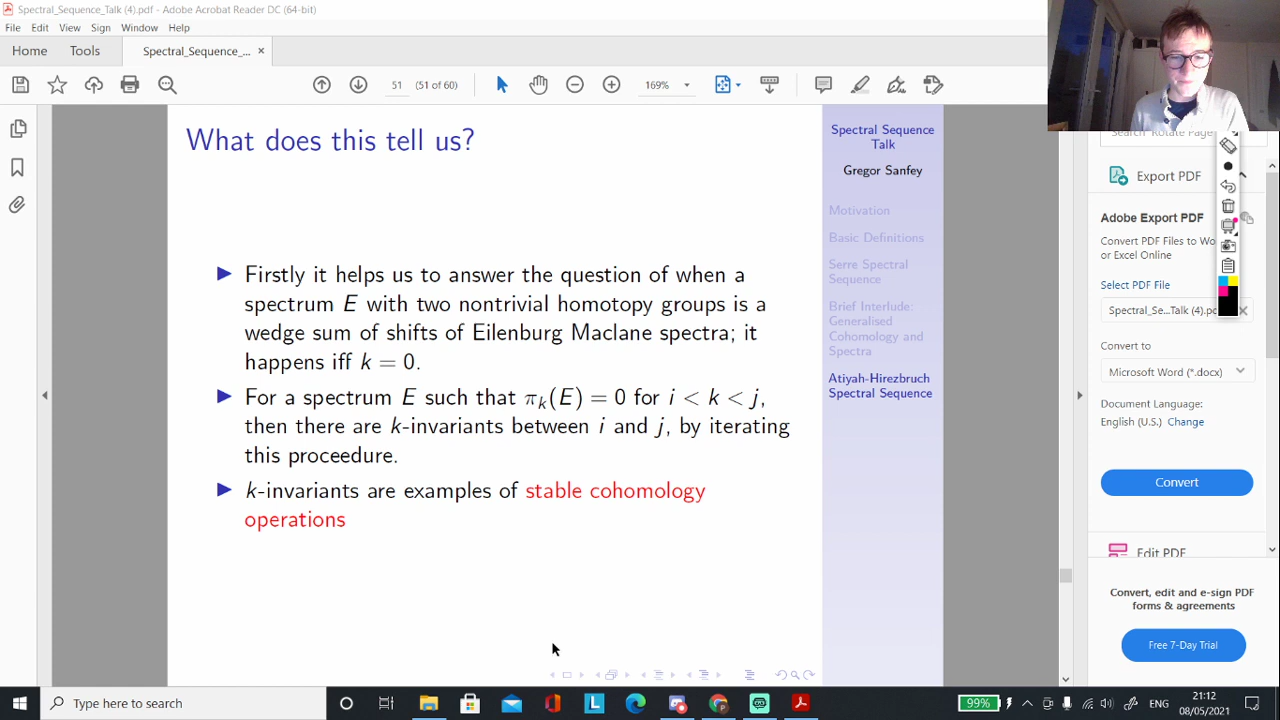 Spectral_Sequence_Talk (4).pdf - Adobe Acrobat Reader DC (64-bit)
File Edit View Sign Window Help
Home Tools Spectral_Sequence_... ×
51 (51 of 60) 169%
What does this tell us?
Firstly it helps us to answer the question of when a
spectrum E with two nontrivial homotopy groups is a
wedge sum of shifts of Eilenburg Maclane spectra; it
happens iff k = 0.
For a spectrum E such that πₖ(E) = 0 for i < k < j,
then there are k-invariants between i and j, by iterating
this proceedure.
k-invariants are examples of stable cohomology
operations
Spectral Sequence
Talk
Gregor Sanfey
Motivation
Basic Definitions
Serre Spectral
Sequence
Brief Interlude:
Generalised
Cohomology and
Spectra
Atiyah-Hirezbruch
Spectral Sequence
Search 'Rotate Page'
Export PDF
Adobe Export PDF
Convert PDF Files to Wo
or Excel Online
Select PDF File
Spectral_Se...Talk (4).pd
Convert to
Microsoft Word (*.docx)
Document Language:
English (U.S.) Change
Convert
Edit PDF
Convert, edit and e-sign PDF
forms & agreements
Free 7-Day Trial
Type here to search
99%
ENG
21:12
08/05/2021